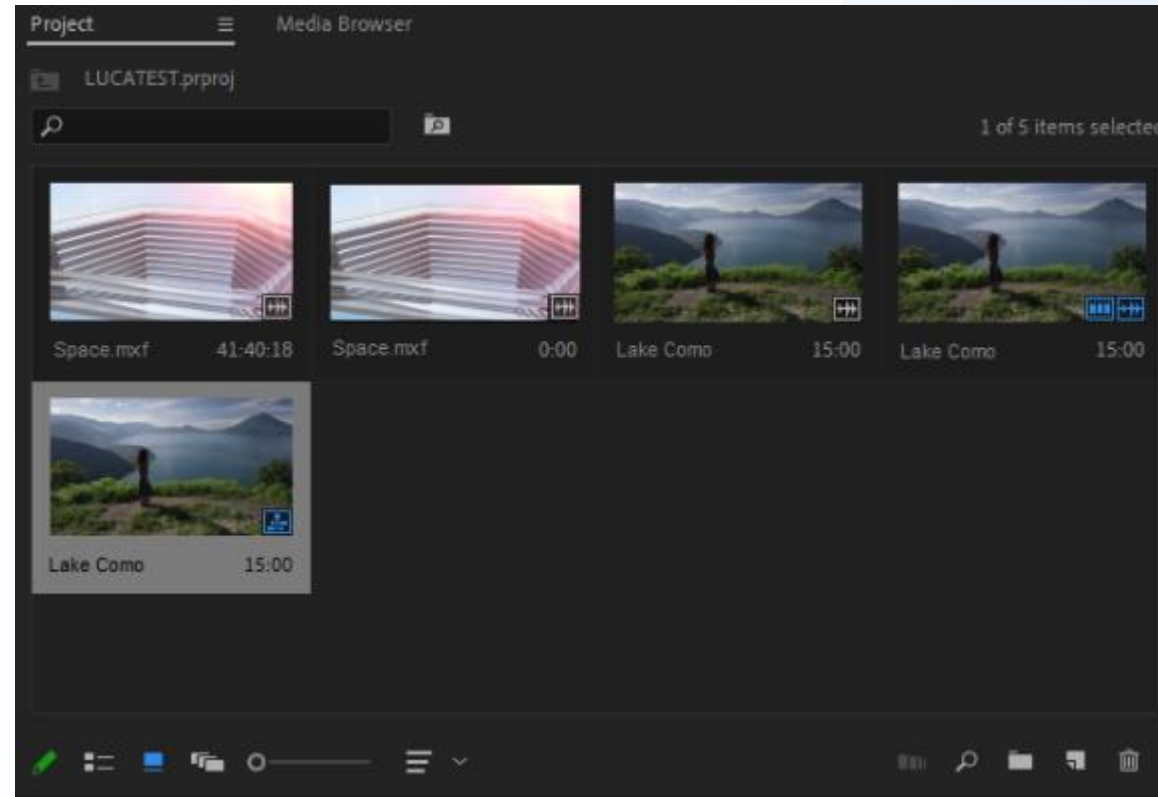 Project Media Browser
LUCATEST.prproj
1 of 5 items selected
Space.mxf 41:40:18 Space.mxf 0:00 Lake Como 15:00 Lake Como 15:00
Lake Como 15:00